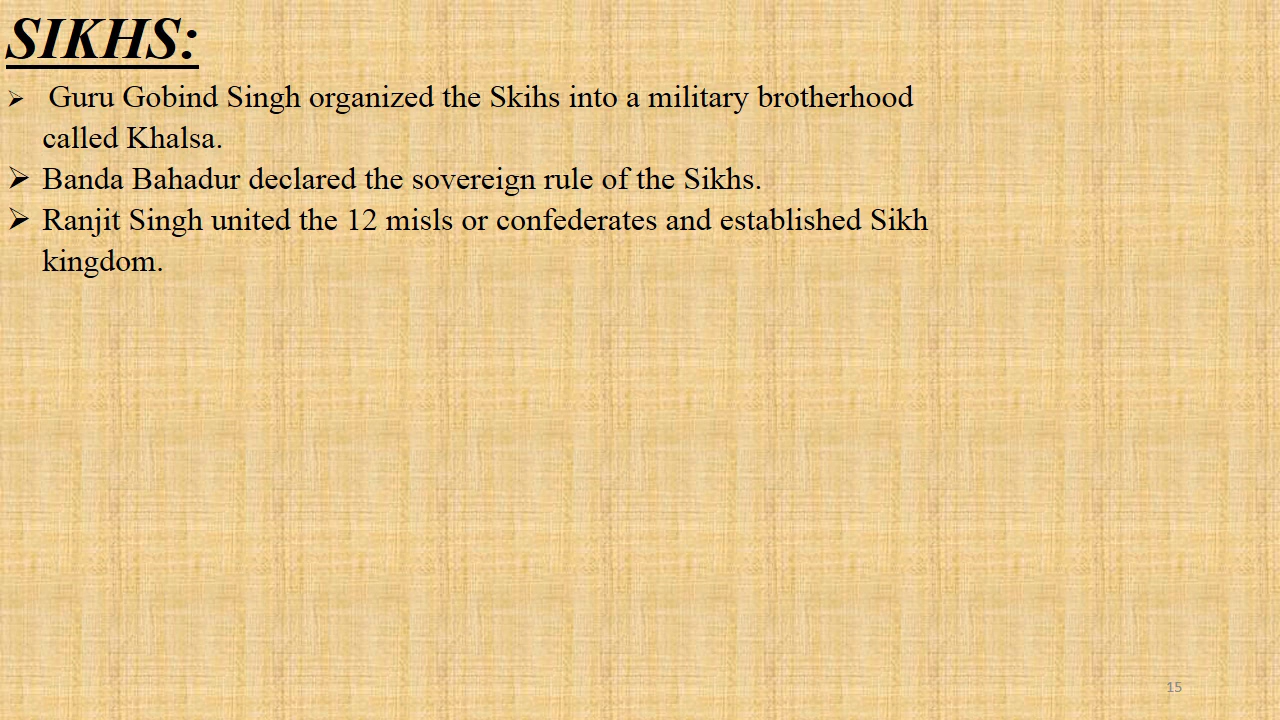 SIKHS:
➢ Guru Gobind Singh organized the Skihs into a military brotherhood
called Khalsa.
➢ Banda Bahadur declared the sovereign rule of the Sikhs.
➢ Ranjit Singh united the 12 misls or confederates and established Sikh
kingdom.
15